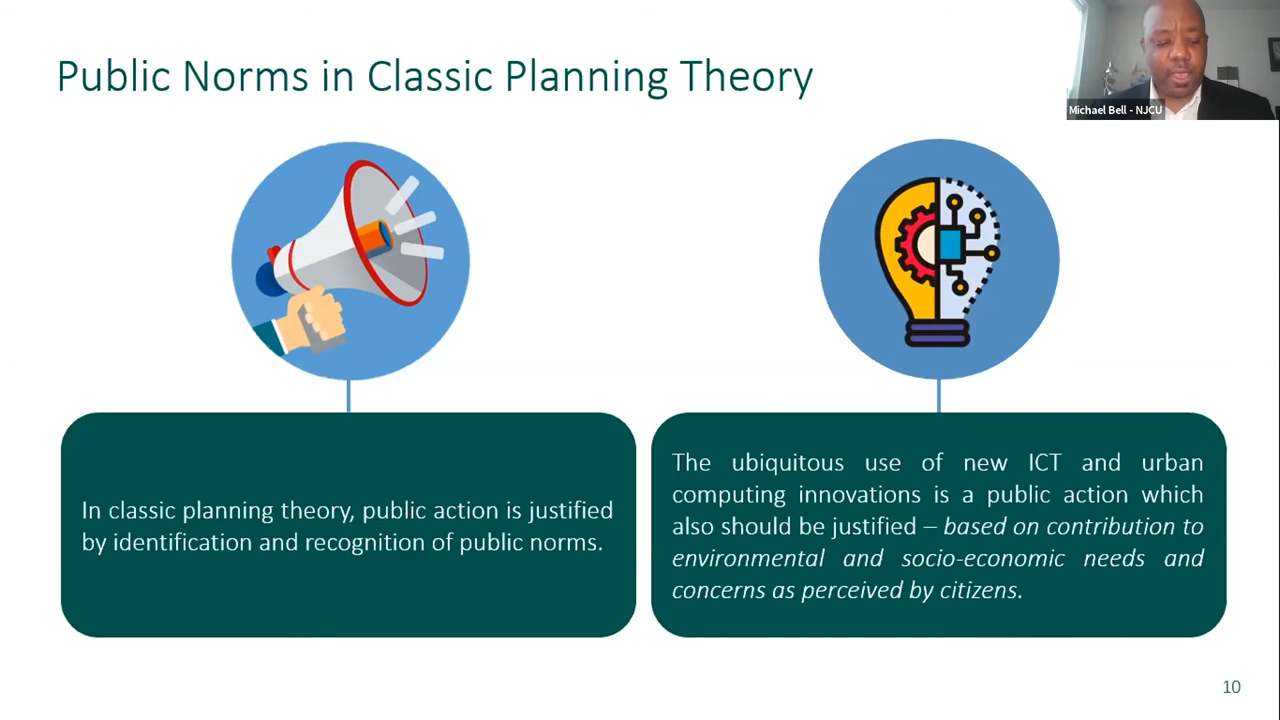 Public Norms in Classic Planning Theory
Michael Bell - NJCU
In classic planning theory, public action is justified
by identification and recognition of public norms.
The ubiquitous use of new ICT and urban
computing innovations is a public action which
also should be justified – based on contribution to
environmental and socio-economic needs and
concerns as perceived by citizens.
10